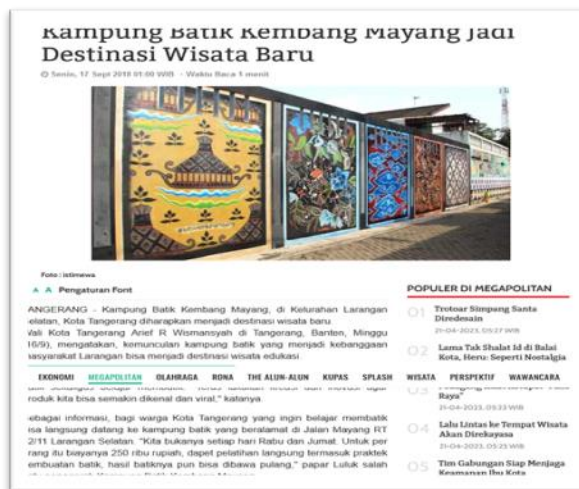 Kampung Batik Kembang Mayang Jadi
Destinasi Wisata Baru
Senin, 17 Sept 2018 01:00 WIB - Waktu Baca 1 menit
Foto : istimewa
A A Pengaturan Font
ANGERANG - Kampung Batik Kembang Mayang, di Kelurahan Larangan
elatan, Kota Tangerang diharapkan menjadi destinasi wisata baru
Vali Kota Tangerang Arief R Wismansyah di Tangerang, Banten, Minggu
16/9), mengatakan, kemunculan kampung batik yang menjadi kebanggaan
asyarakat Larangan bisa menjadi destinasi wisata edukasi
EKONOMI MEGAPOLITAN OLAHRAGA RONA THE ALUN-ALUN KUPAS SPLASH WISATA PERSPEKTIF WAWANCARA
roduk kita bisa semakin dikenal dan viral," katanya.
ebagai informasi, bagi warga Kota Tangerang yang ingin belajar membatik
isa langsung datang ke kampung batik yang beralamat di Jalan Mayang RT
2/11 Larangan Selatan. "Kita bukanya setiap hari Rabu dan Jumat. Untuk per
rang itu biayanya 250 ribu rupiah, dapet pelatihan langsung termasuk praktek
embuatan batik, hasil batiknya pun bisa dibawa pulang," papar Luluk salah
POPULER DI MEGAPOLITAN
01 Trotoar Simpang Santa
Diredesain
21-04-2023, 05:27 WIB
02 Lama Tak Shalat Id di Balai
Kota, Heru: Seperti Nostalgia
03
Raya"
21-04-2023, 03:33 WIB
04 Lalu Lintas ke Tempat Wisata
Akan Direkayasa
21-04-2023, 05:25 WIB
05 Tim Gabungan Siap Menjaga
Keamanan Ibu Kota